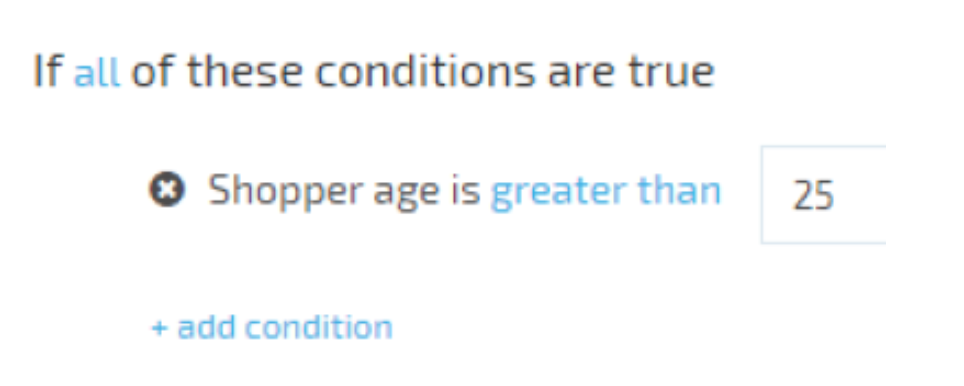 If all of these conditions are true
Shopper age is greater than 25
+ add condition